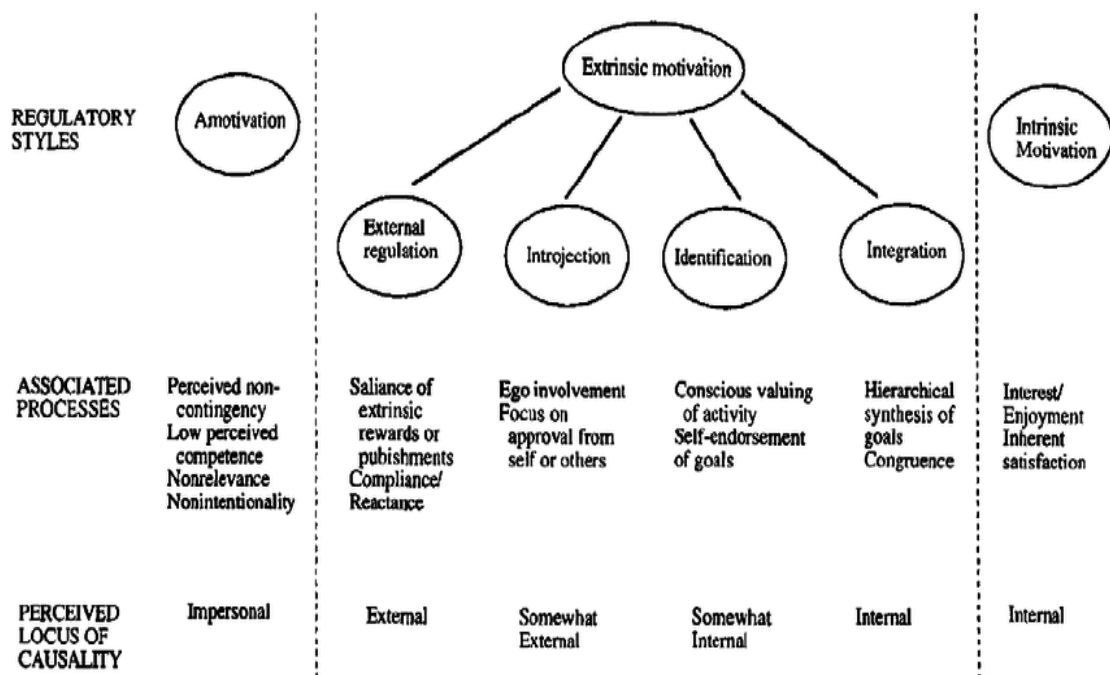 Extrinsic motivation
REGULATORY
STYLES
Amotivation
Intrinsic
Motivation
External
regulation
Introjection
Identification
Integration
ASSOCIATED
PROCESSES
Perceived non-
contingency
Low perceived
competence
Nonrelevance
Nonintentionality
Saliance of
extrinsic
rewards or
pubishments
Compliance/
Reactance
Ego involvement
Focus on
approval from
self or others
Conscious valuing
of activity
Self-endorsement
of goals
Hierarchical
synthesis of
goals
Congruence
Interest/
Enjoyment
Inherent
satisfaction
PERCEIVED
LOCUS OF
CAUSALITY
Impersonal
External
Somewhat
External
Somewhat
Internal
Internal
Internal